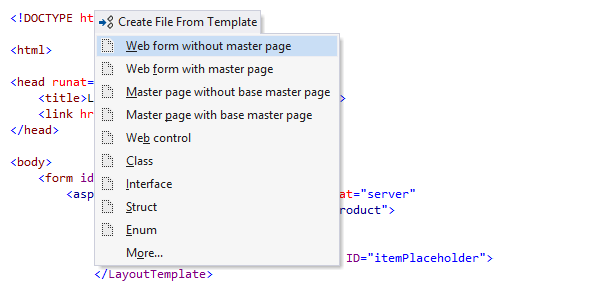 <!DOCTYPE ht
Create File From Template
<html>
Web form without master page
Web form with master page
<head runat=
Master page without base master page
<title>L >
<link hr
Master page with base master page
</head>
Web control
<body>
Class
<form id
Interface
<asp at="server"
Struct
roduct">
Enum
More...
ID="itemPlaceholder">
</LayoutTemplate>